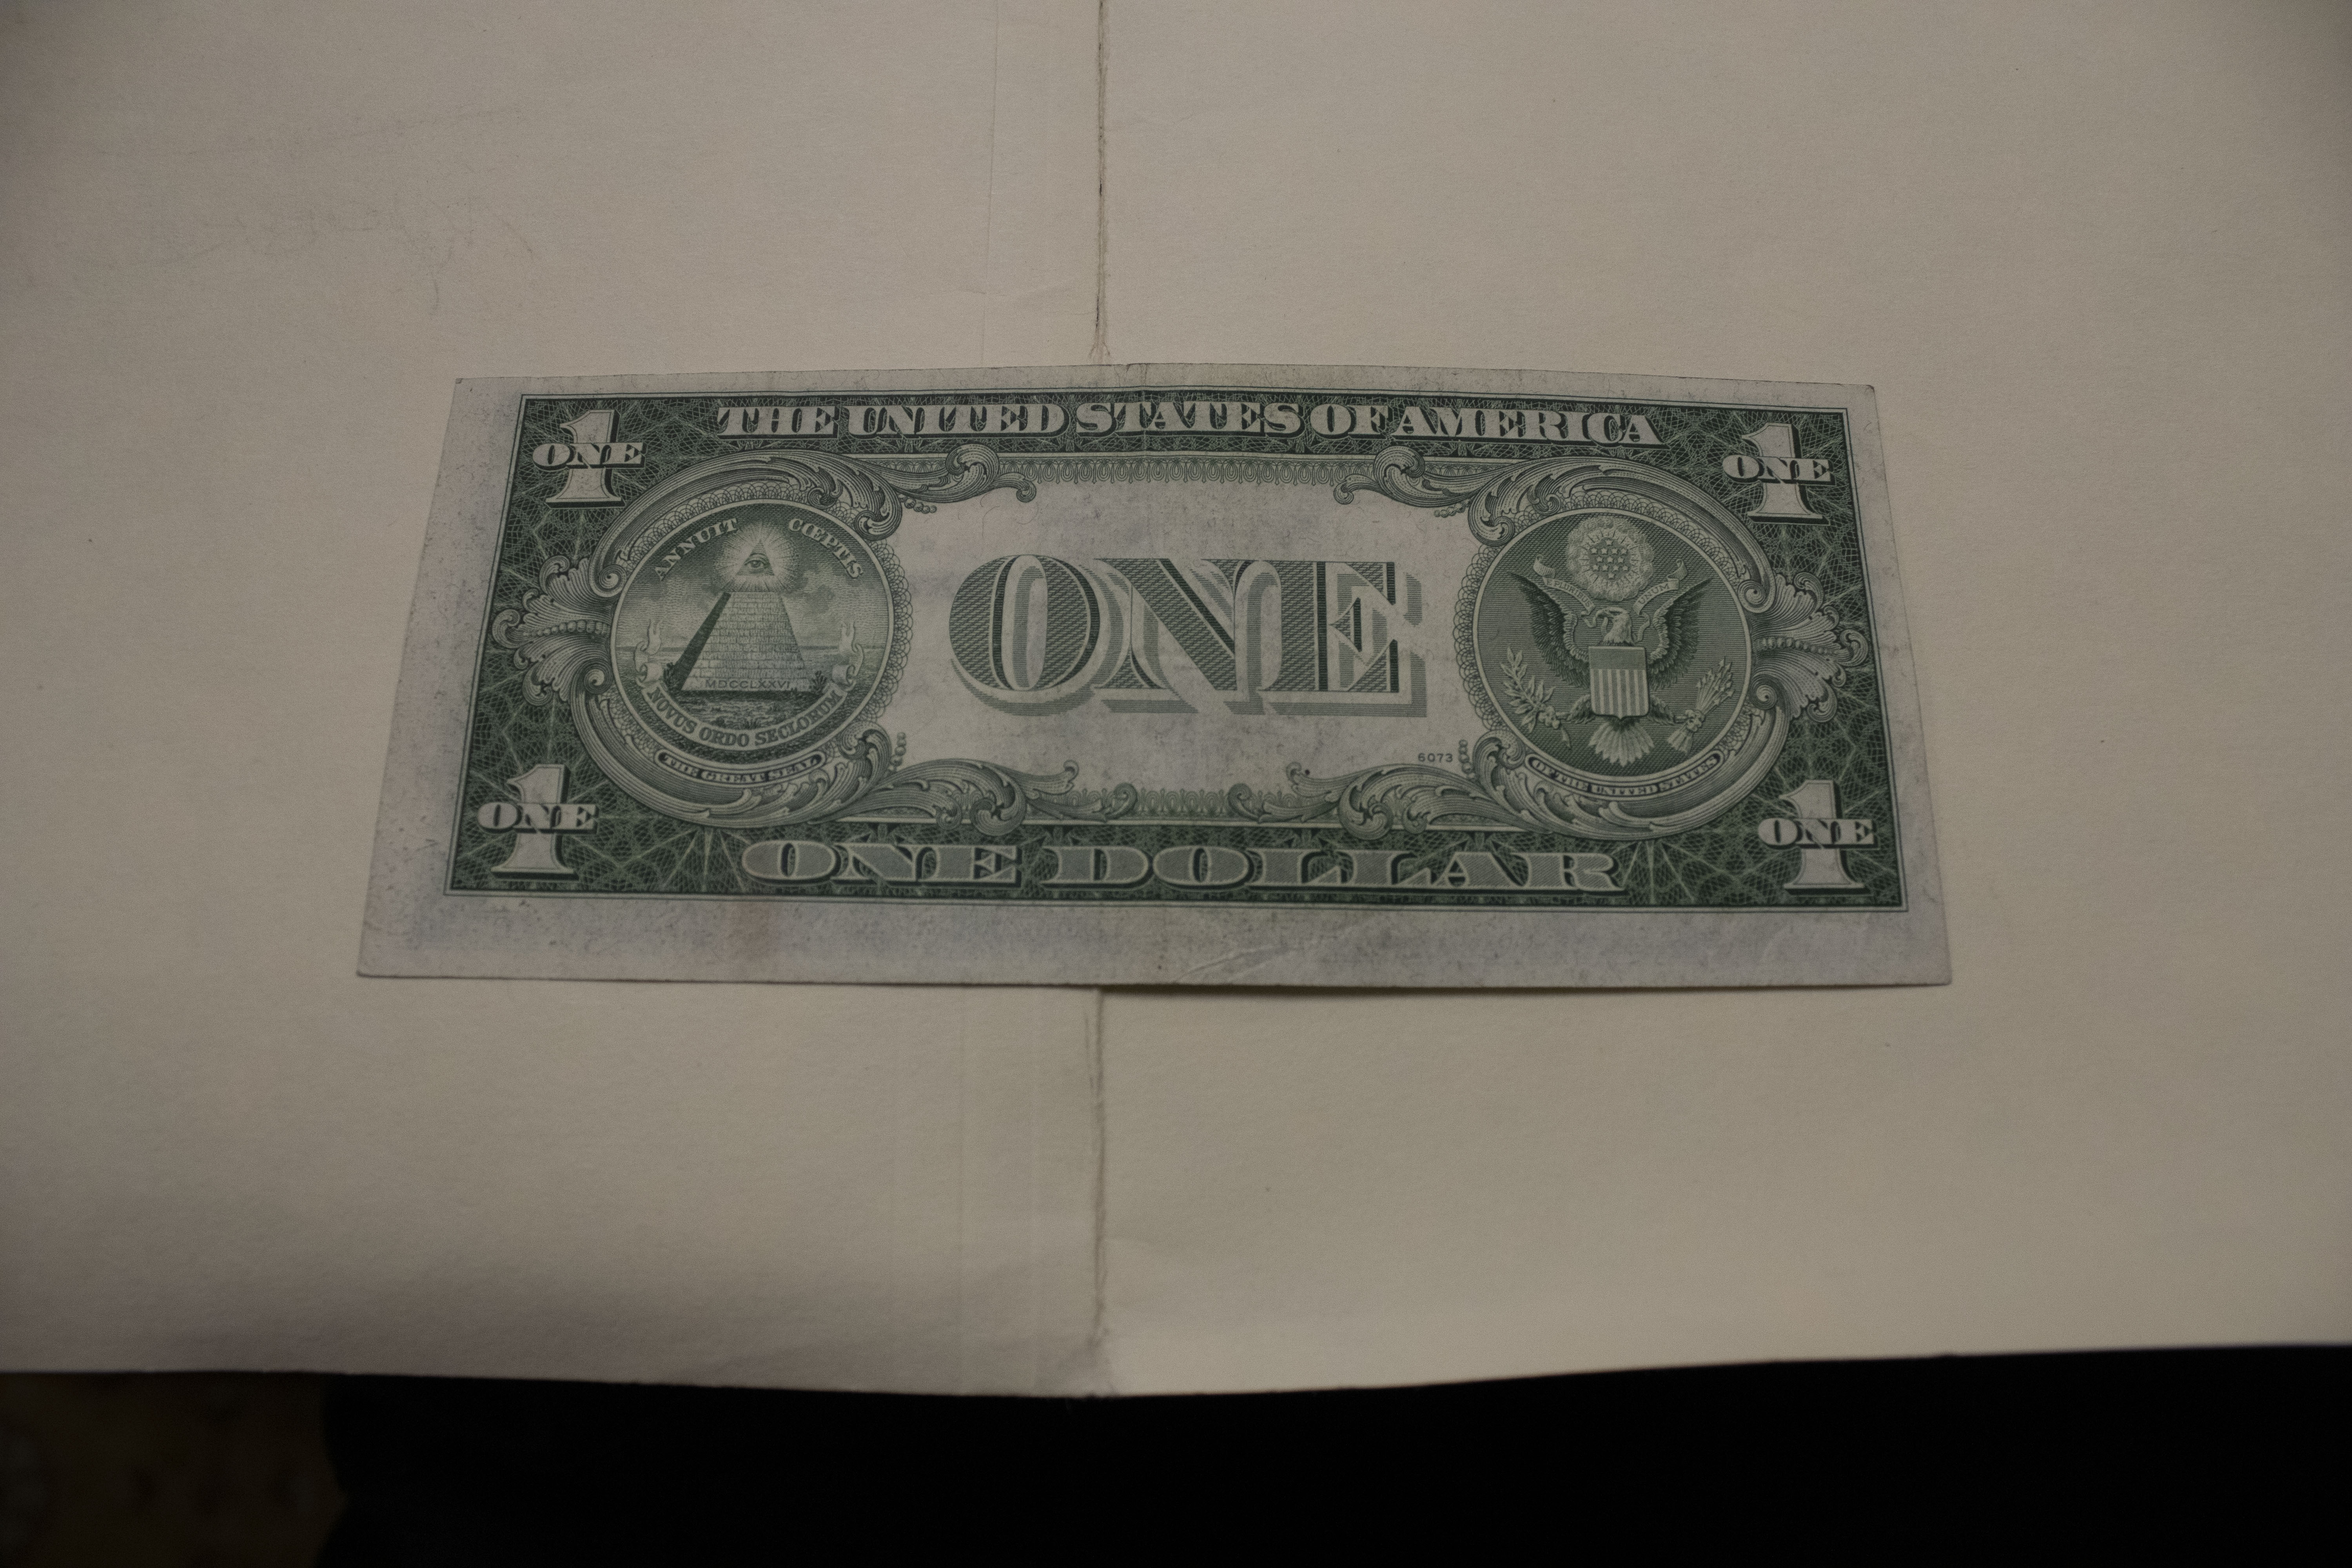 THE UNITED STATES OF AMERICA
1
ONE
1
ONE
ANNUIT CŒPTIS
ONE
MDCCLXXVI
NOVUS ORDO SECLORUM
THE GREAT SEAL
6073
OF THE UNITED STATES
1
ONE
1
ONE
ONE DOLLAR